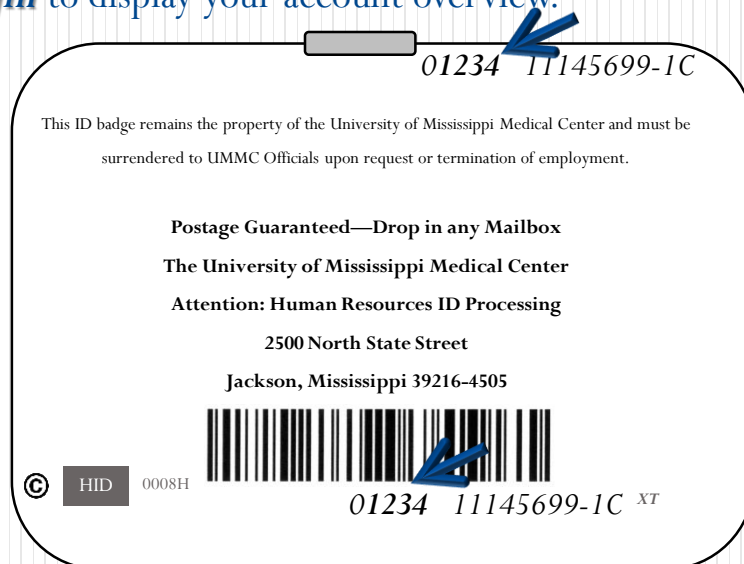 to display your account overview.
01234 11145699-1C
This ID badge remains the property of the University of Mississippi Medical Center and must be
surrendered to UMMC Officials upon request or termination of employment.
Postage Guaranteed—Drop in any Mailbox
The University of Mississippi Medical Center
Attention: Human Resources ID Processing
2500 North State Street
Jackson, Mississippi 39216-4505
© HID 0008H
01234 11145699-1C XT